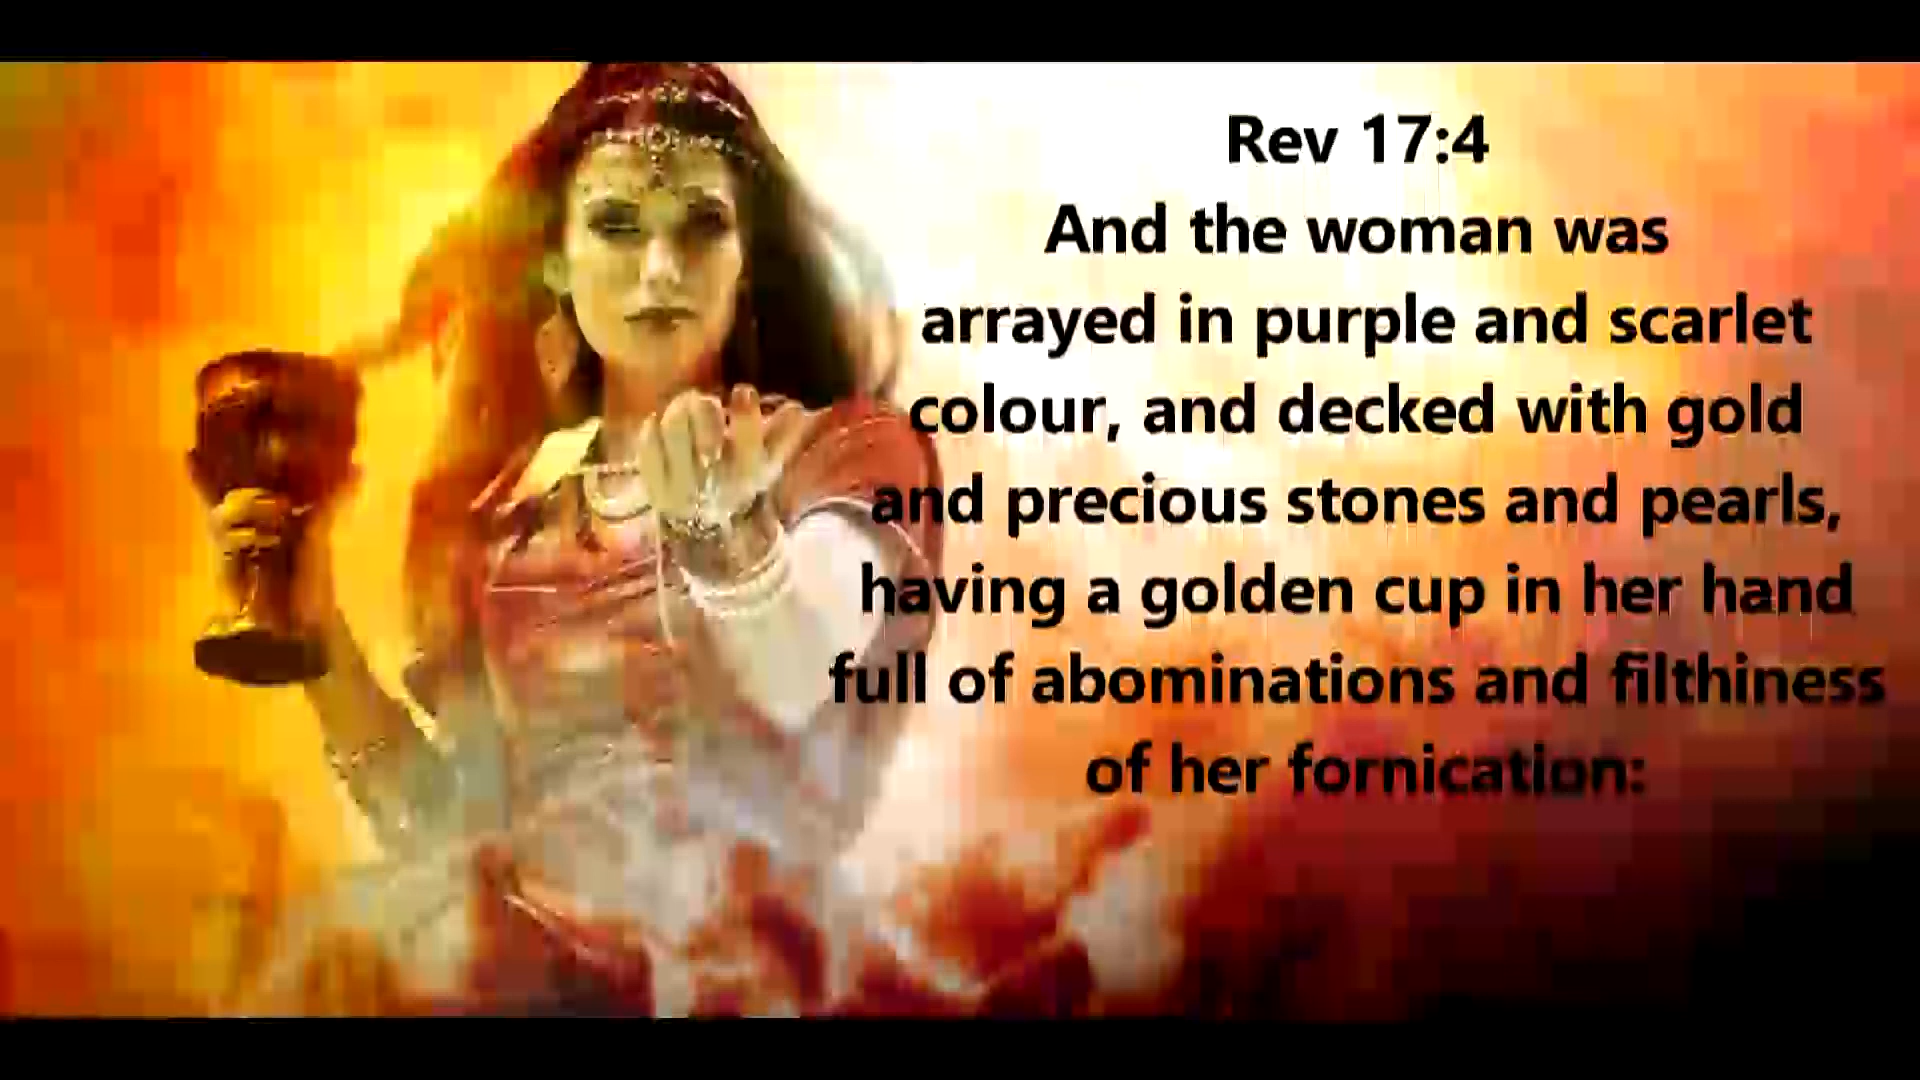 Rev 17:4
And the woman was
arrayed in purple and scarlet
colour, and decked with gold
and precious stones and pearls,
having a golden cup in her hand
full of abominations and filthiness
of her fornication: